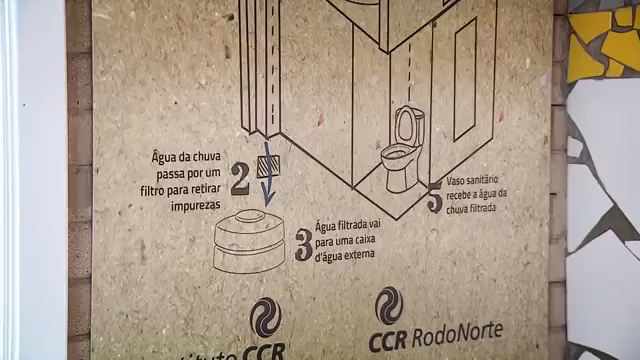 Água da chuva
passa por um
filtro para retirar
impurezas
2
3
Água filtrada vai
para uma caixa
d'água externa
5
Vaso sanitário
recebe a água da
chuva filtrada
CCR
CCR RodoNorte